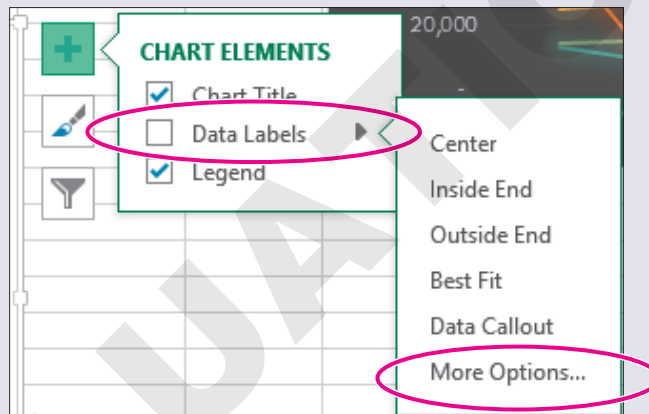 20,000
-
CHART ELEMENTS
Chart Title
Data Labels
Legend
Center
Inside End
Outside End
Best Fit
Data Callout
More Options...
UATIO